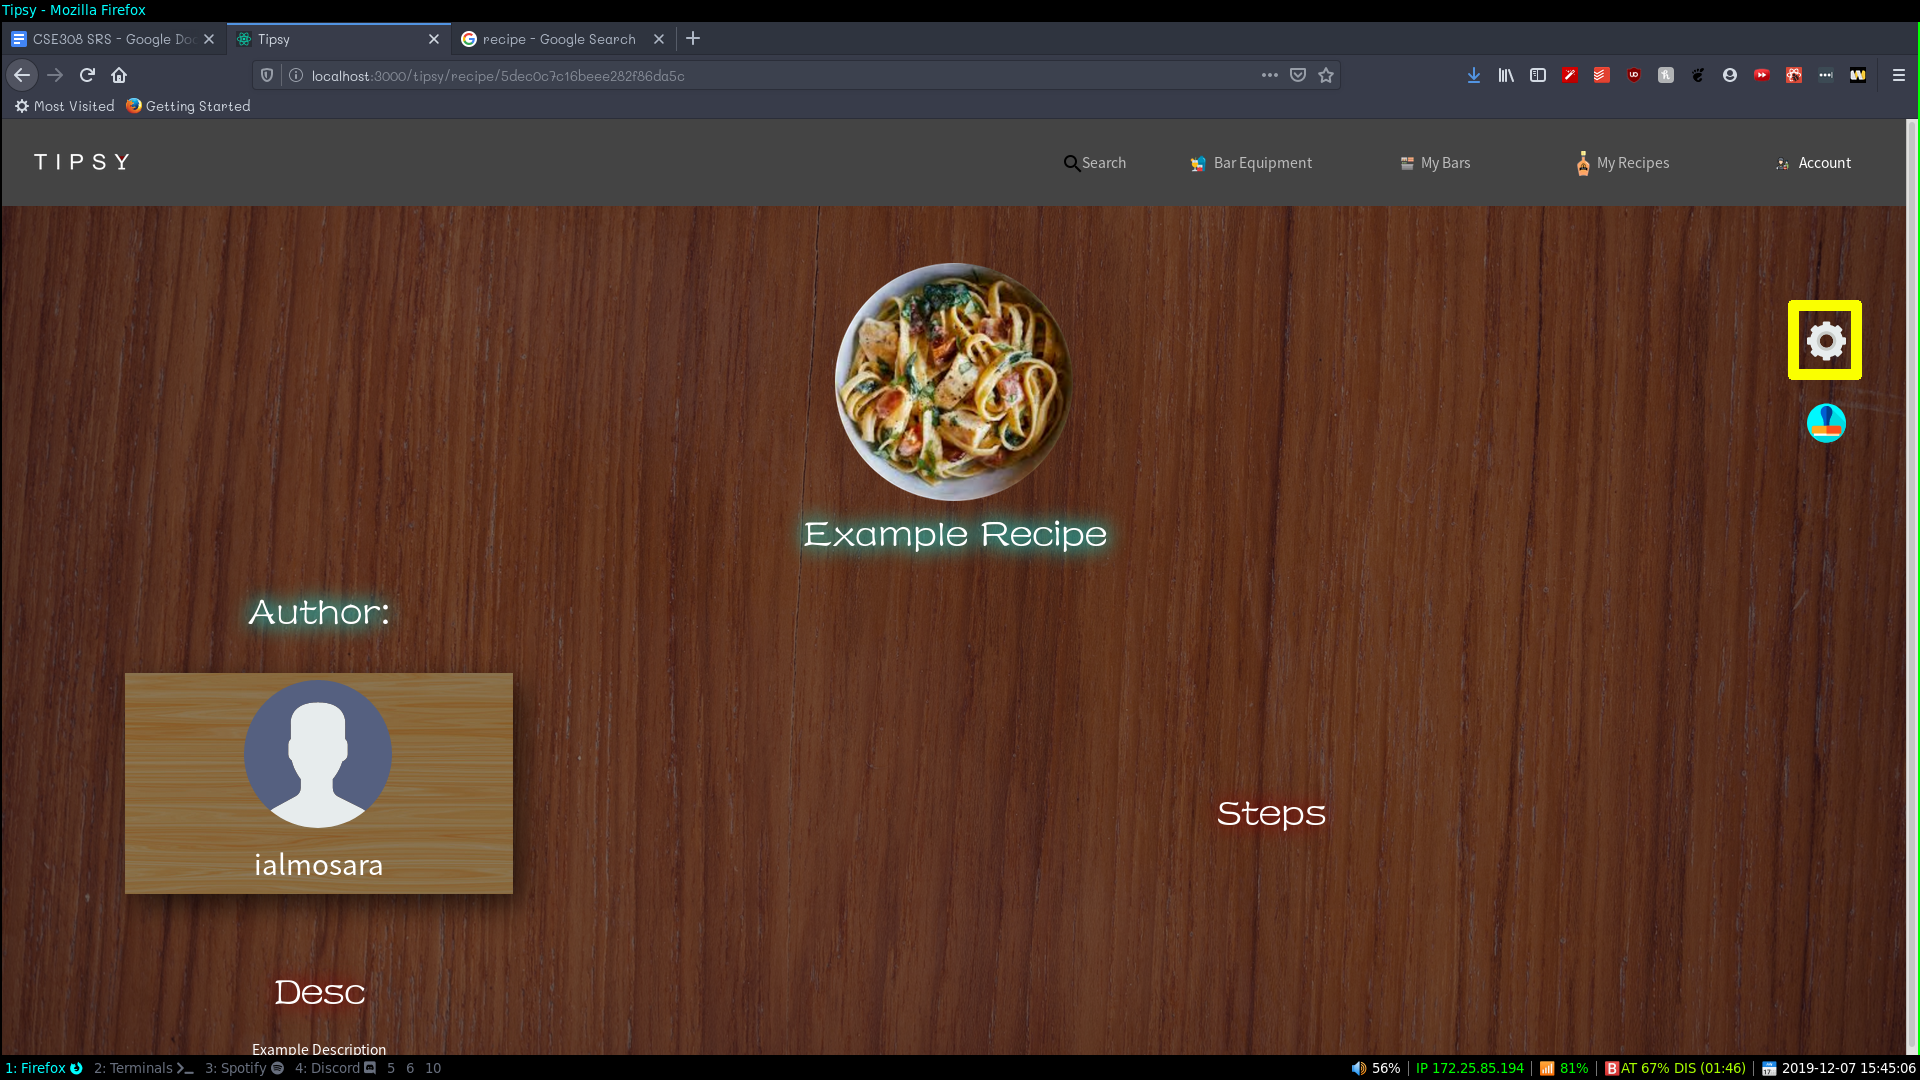 Tipsy - Mozilla Firefox
CSE308 SRS - Google Doc
Tipsy
recipe - Google Search
localhost:3000/tipsy/recipe/5dec0c7c16beee282f86da5c
Most Visited
Getting Started
TIPSY
Search
Bar Equipment
My Bars
My Recipes
Account
Example Recipe
Author:
ialmosara
Steps
Desc
Example Description
1: Firefox 2: Terminals 3: Spotify 4: Discord 5 6 10
56% | IP 172.25.85.194 | 81% | BAT 67% DIS (01:46) | 2019-12-07 15:45:06